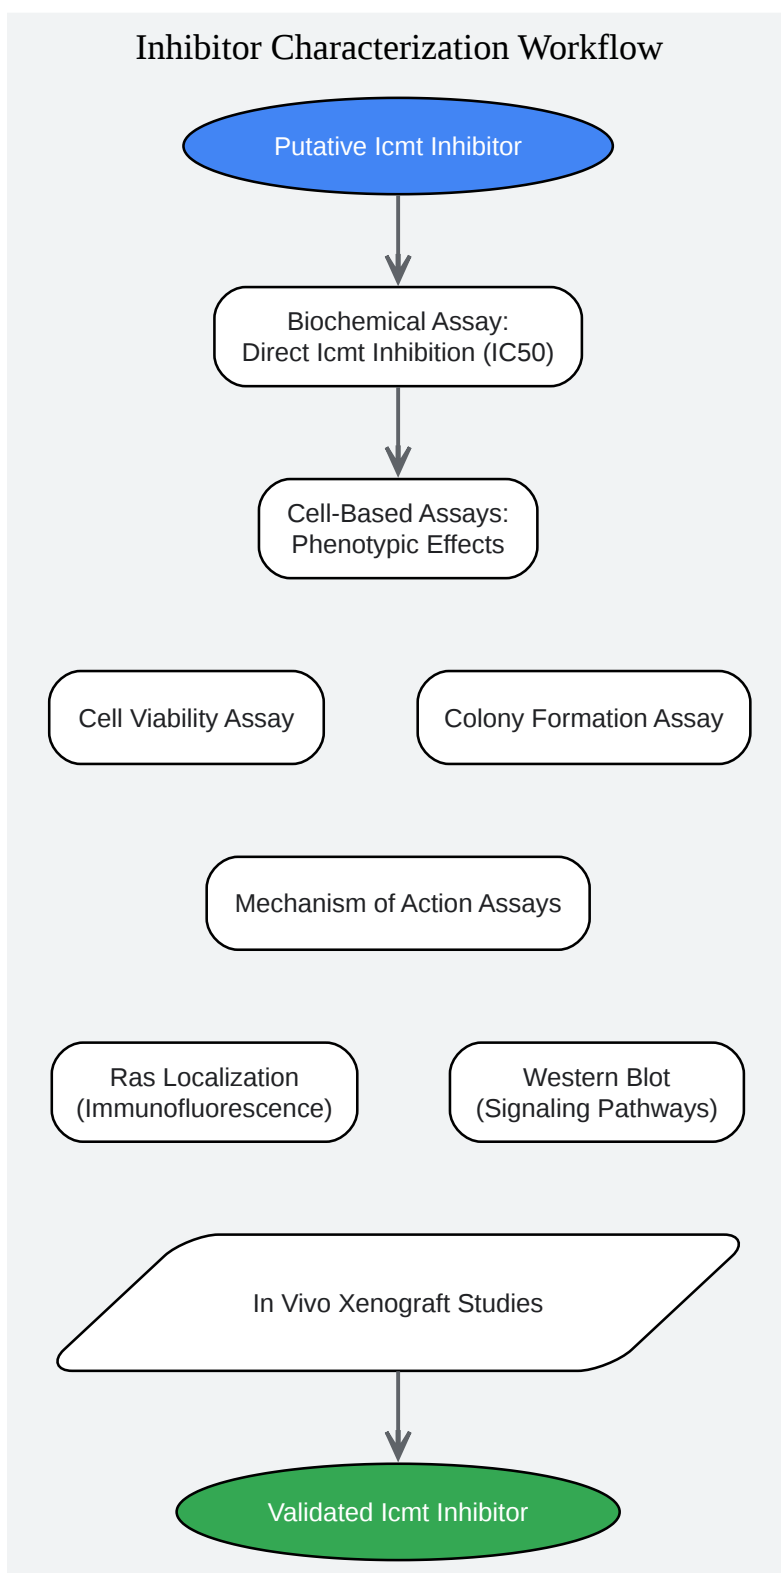 Inhibitor Characterization Workflow
Putative Icmt Inhibitor
Biochemical Assay:
Direct Icmt Inhibition (IC50)
Cell-Based Assays:
Phenotypic Effects
Cell Viability Assay
Colony Formation Assay
Mechanism of Action Assays
Ras Localization
(Immunofluorescence)
Western Blot
(Signaling Pathways)
In Vivo Xenograft Studies
Validated Icmt Inhibitor